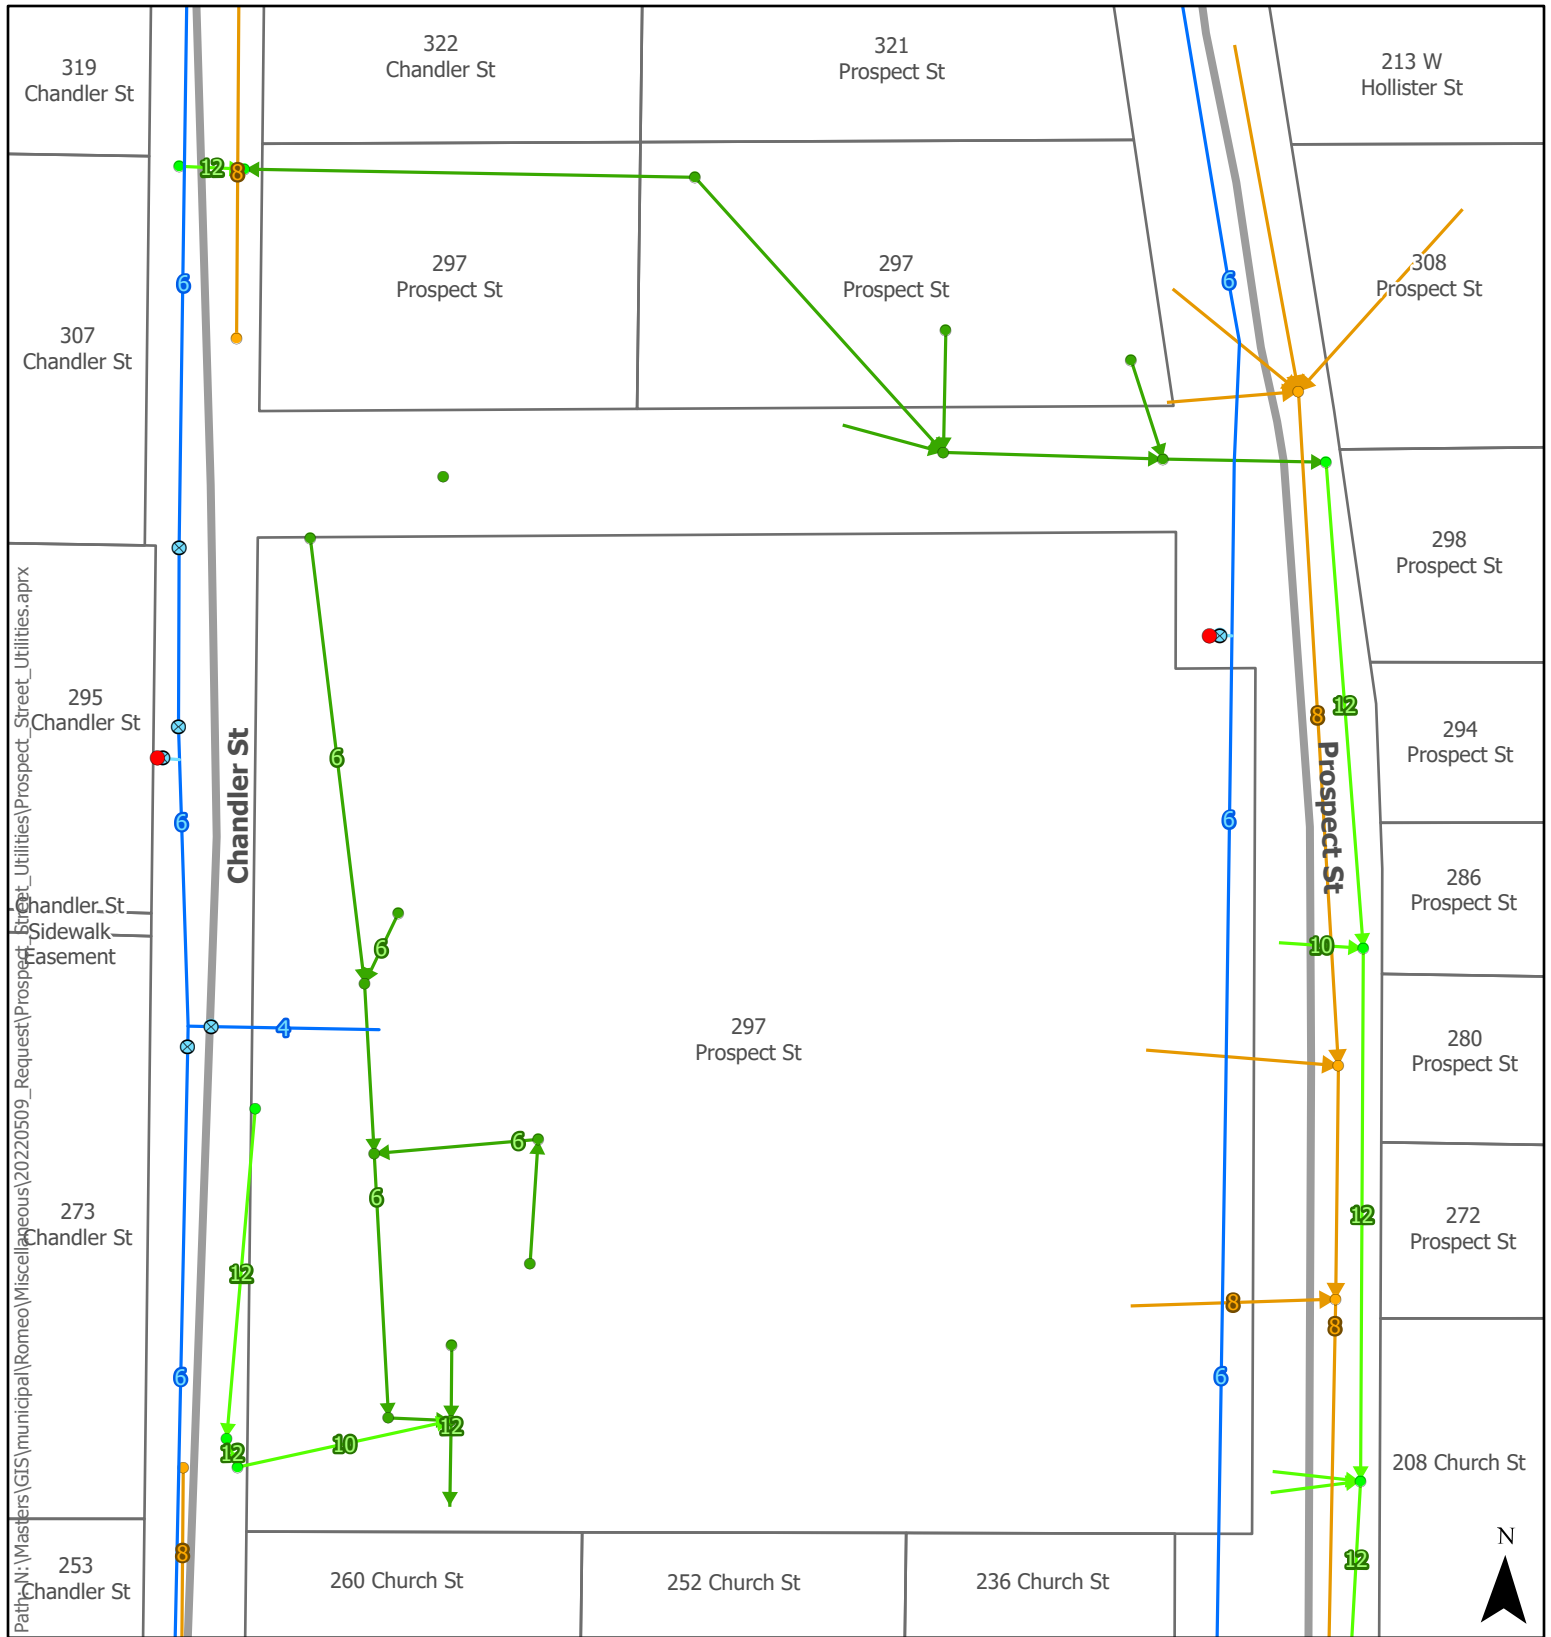 319
Chandler St
322
Chandler St
321
Prospect St
213 W
Hollister St
12
8
6
297
Prospect St
297
Prospect St
6
308
Prospect St
307
Chandler St
298
Prospect St
295
Chandler St
6
8
12
294
Prospect St
Chandler St
Prospect St
6
6
286
Prospect St
Chandler St
Sidewalk
Easement
6
10
4
297
Prospect St
280
Prospect St
6
6
273
Chandler St
12
272
Prospect St
12
8
8
6
6
12
10
12
208 Church St
253
Chandler St
8
260 Church St
252 Church St
236 Church St
12
N
Path: N:\Masters\GIS\municipal\Romeo\Miscellaneous\20220509_Request\Prospect_Street_Utilities\Prospect_Street_Utilities.aprx